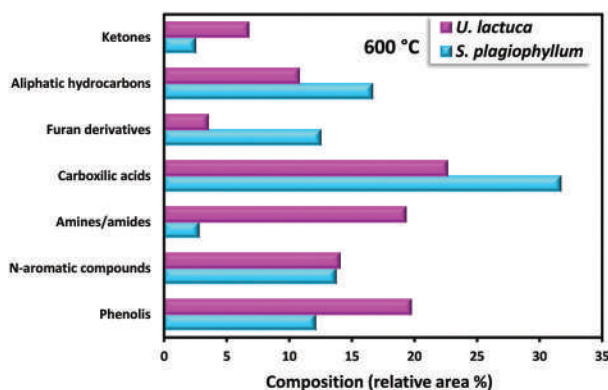 Ketones
Aliphatic hydrocarbons
Furan derivatives
Carboxilic acids
Amines/amides
N-aromatic compounds
Phenolis
600 °C
U. lactuca
S. plagiophyllum
0 5 10 15 20 25 30 35
Composition (relative area %)